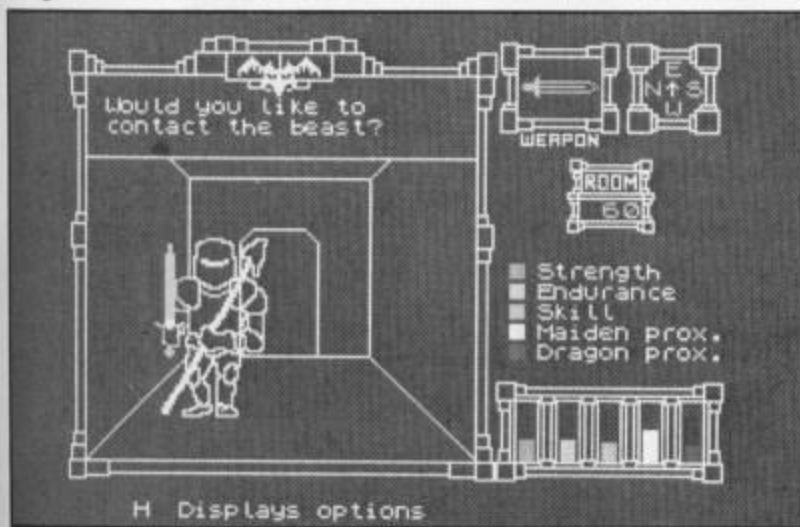 Would you like to
contact the beast?
WEAPON
E
N S
W
ROOM
60
Strength
Endurance
Skill
Maiden prox.
Dragon prox.
H Displays options